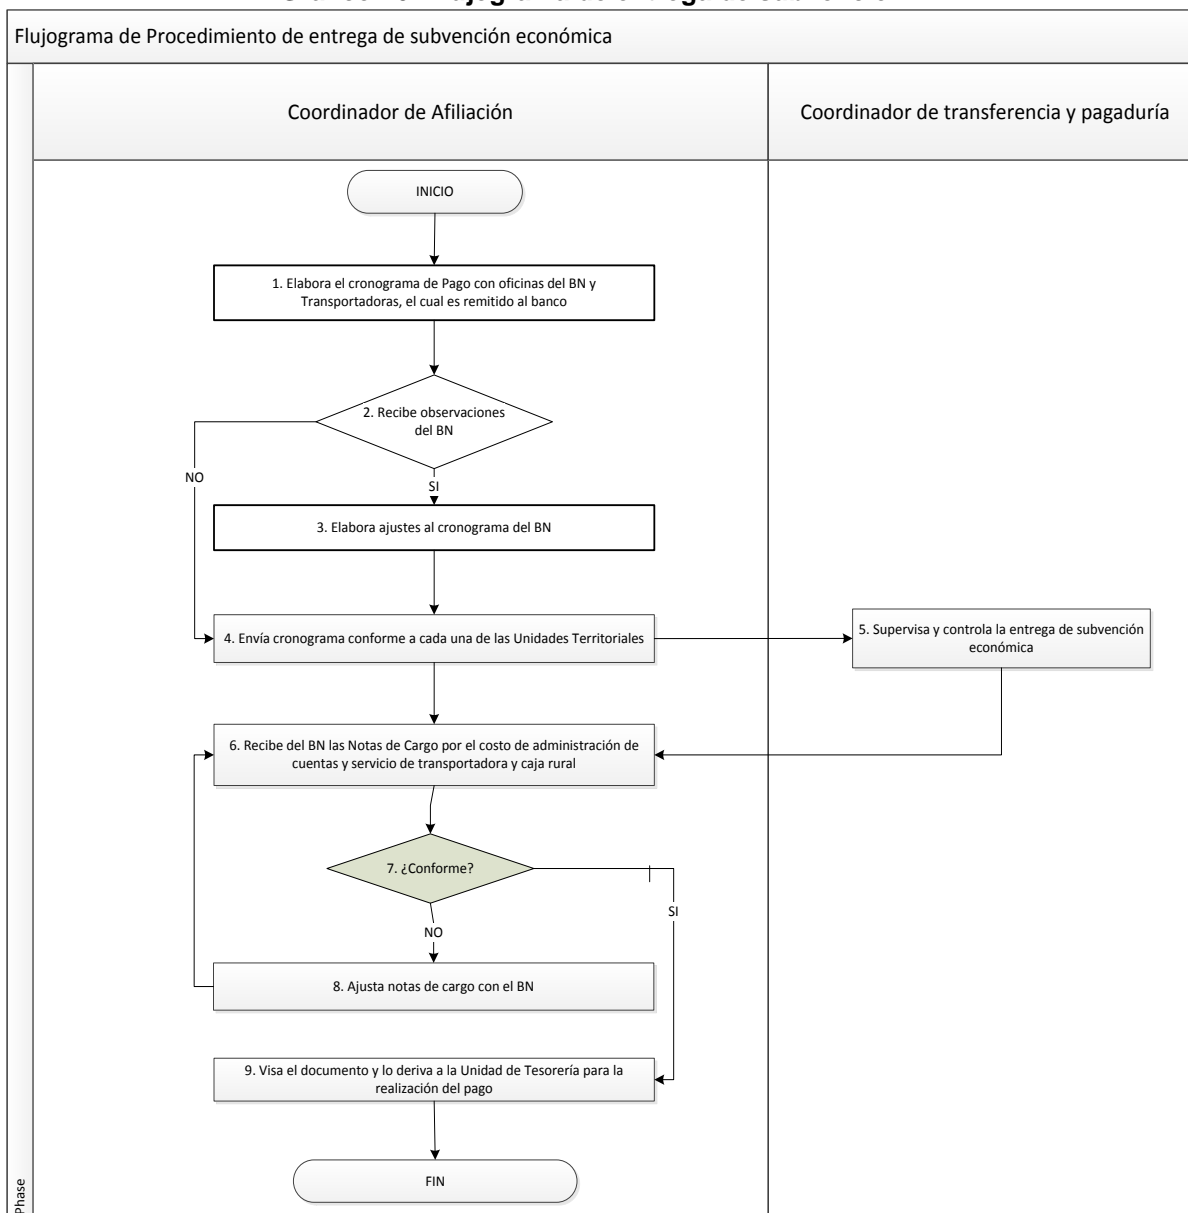 Flujograma de Procedimiento de entrega de subvención económica
Coordinador de Afiliación
Coordinador de transferencia y pagaduría
INICIO
1. Elabora el cronograma de Pago con oficinas del BN y
Transportadoras, el cual es remitido al banco
2. Recibe observaciones
del BN
NO
SI
3. Elabora ajustes al cronograma del BN
4. Envía cronograma conforme a cada una de las Unidades Territoriales
5. Supervisa y controla la entrega de subvención
económica
6. Recibe del BN las Notas de Cargo por el costo de administración de
cuentas y servicio de transportadora y caja rural
7. ¿Conforme?
SI
NO
8. Ajusta notas de cargo con el BN
9. Visa el documento y lo deriva a la Unidad de Tesorería para la
realización del pago
FIN
Phase